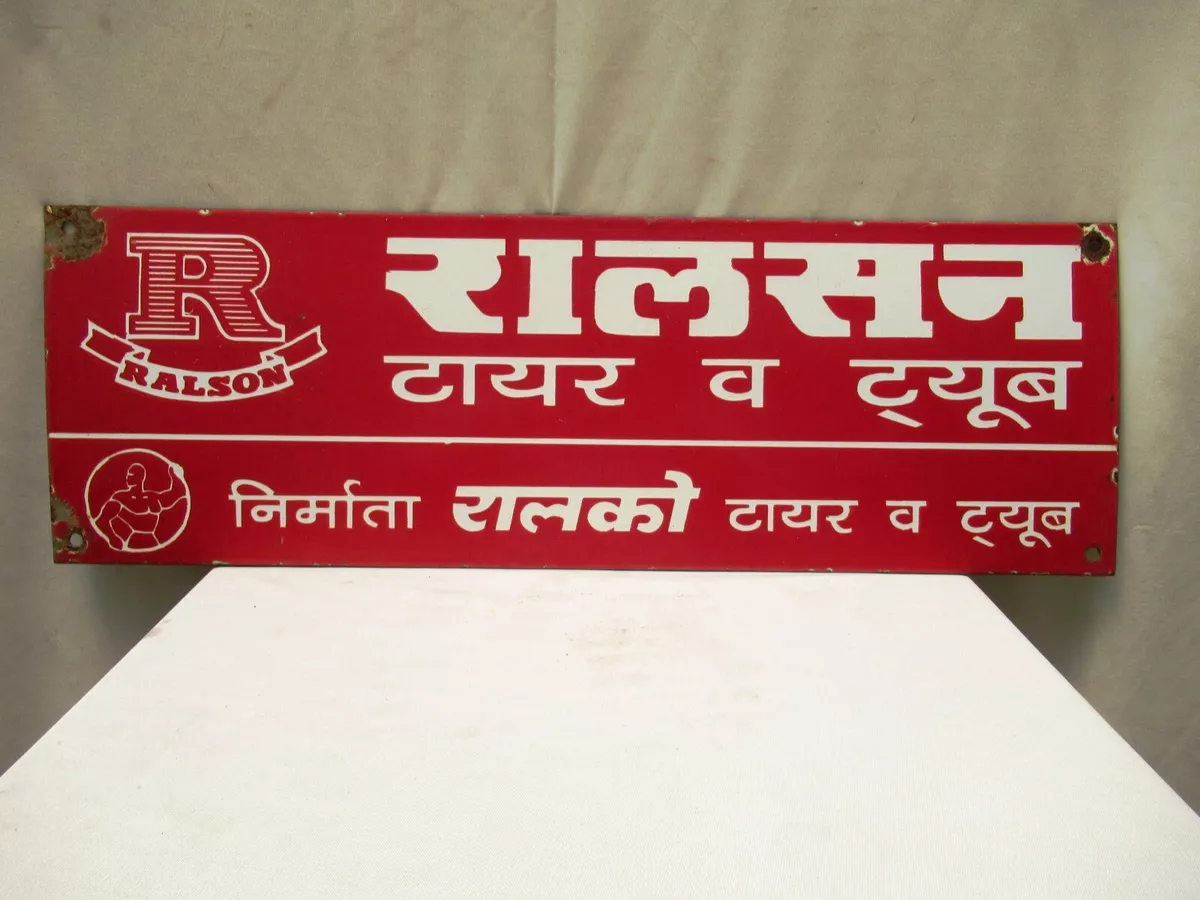 R
RALSON
रालसन
टायर व ट्यूब
निर्माता रालको टायर व ट्यूब